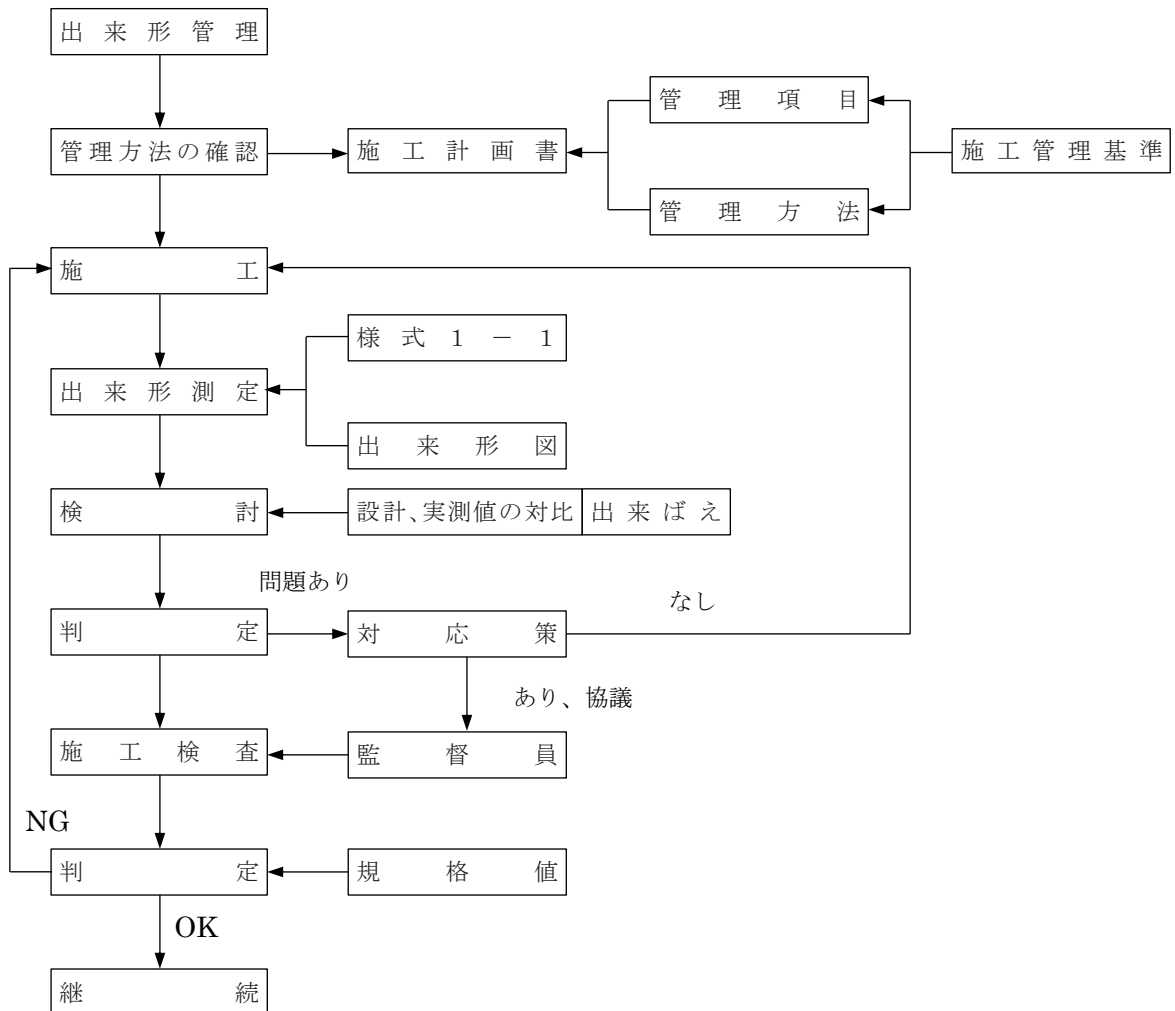 出来形管理
管理項目
管理方法の確認
施工計画書
施工管理基準
管理方法
施工
様式１－１
出来形測定
出来形図
検討
設計、実測値の対比
出来ばえ
問題あり
なし
判定
対応策
あり、協議
施工検査
監督員
NG
判定
規格値
OK
継続